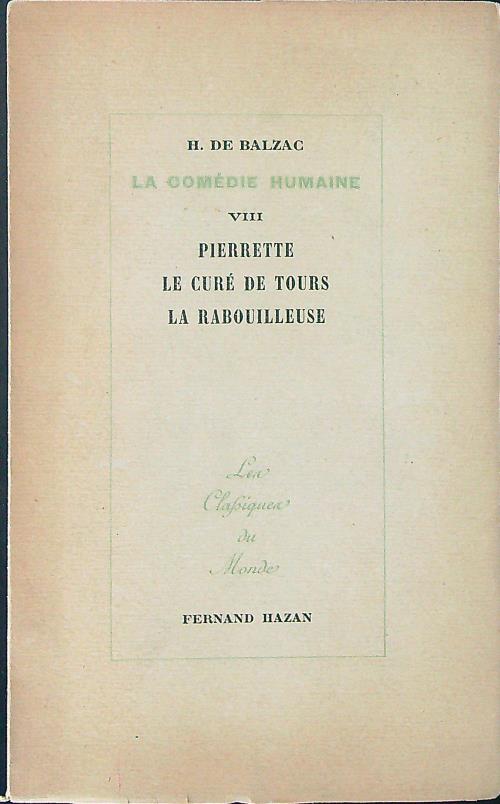 H. DE BALZAC
LA COMÉDIE HUMAINE
VIII
PIERRETTE
LE CURÉ DE TOURS
LA RABOUILLEUSE
Les
Claſsiques
du
Monde
FERNAND HAZAN